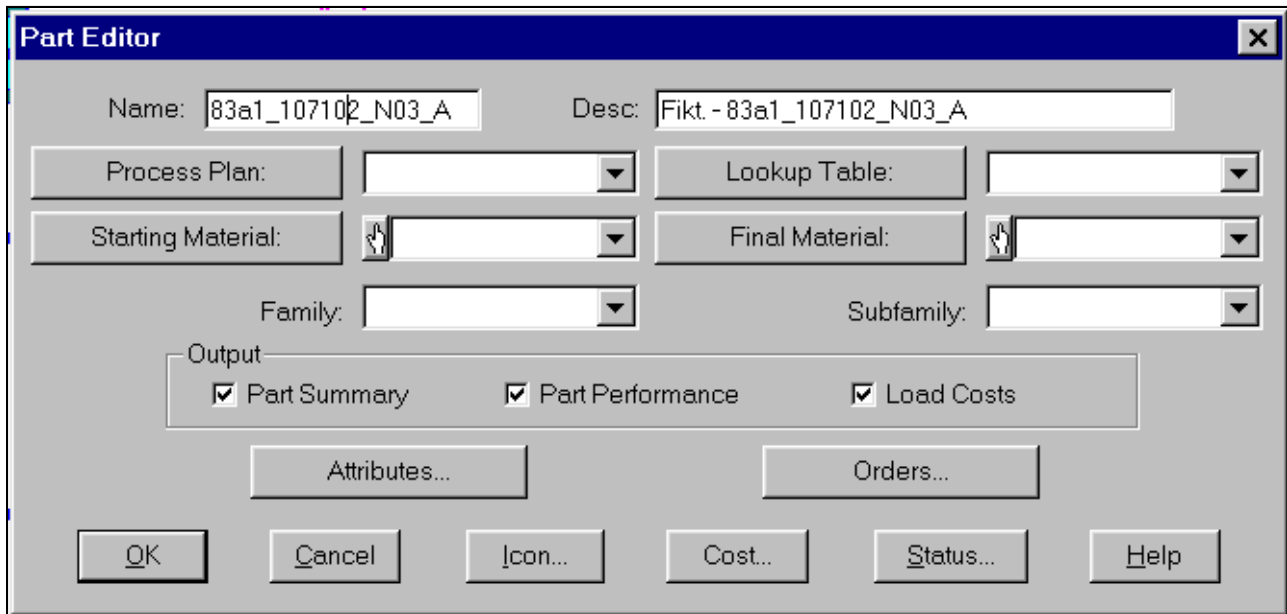 Part Editor
Name: 83a1_107102_N03_A Desc: Fikt. - 83a1_107102_N03_A
Process Plan: Lookup Table:
Starting Material: Final Material:
Family: Subfamily:
Output
Part Summary Part Performance Load Costs
Attributes... Orders...
OK Cancel Icon... Cost... Status... Help